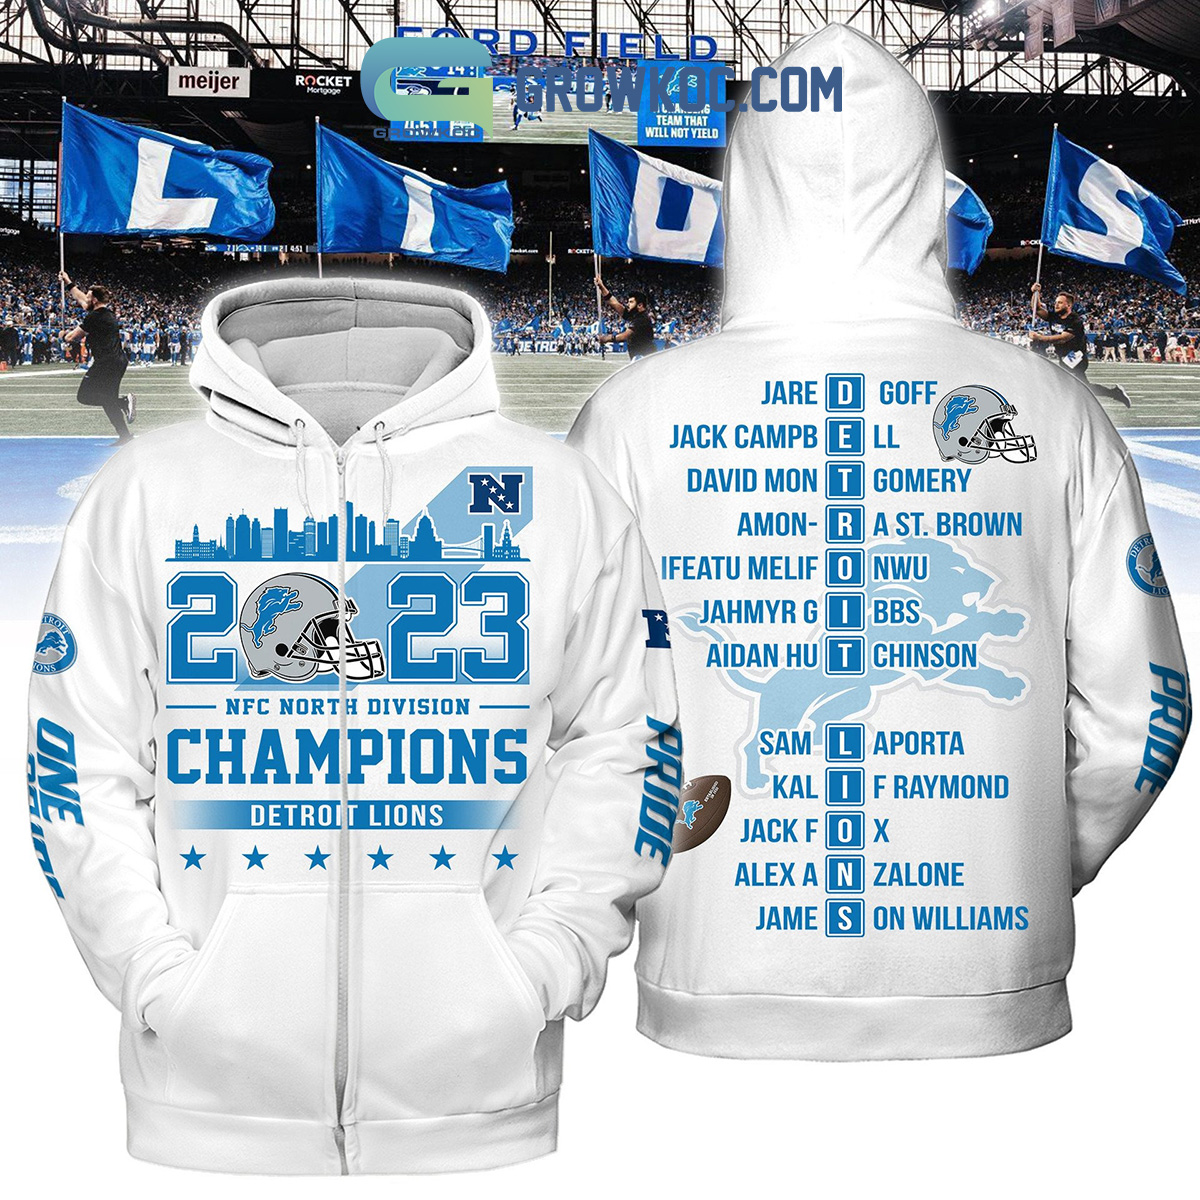 FORD FIELD
meijer
ROCKET
Mortgage
GROWKOC
GROWKOC.COM
TEAM THAT
WILL NOT YIELD
L I O S
DETRO
N
2023
NFC NORTH DIVISION
CHAMPIONS
DETROIT LIONS
ONE
PRIDE
JARE D GOFF
JACK CAMPB E LL
DAVID MON T GOMERY
AMON- R A ST. BROWN
IFEATU MELIF O NWU
JAHMYR G I BBS
AIDAN HU T CHINSON
SAM L APORTA
KAL I F RAYMOND
JACK F O X
ALEX A N ZALONE
JAME S ON WILLIAMS
PRIDE